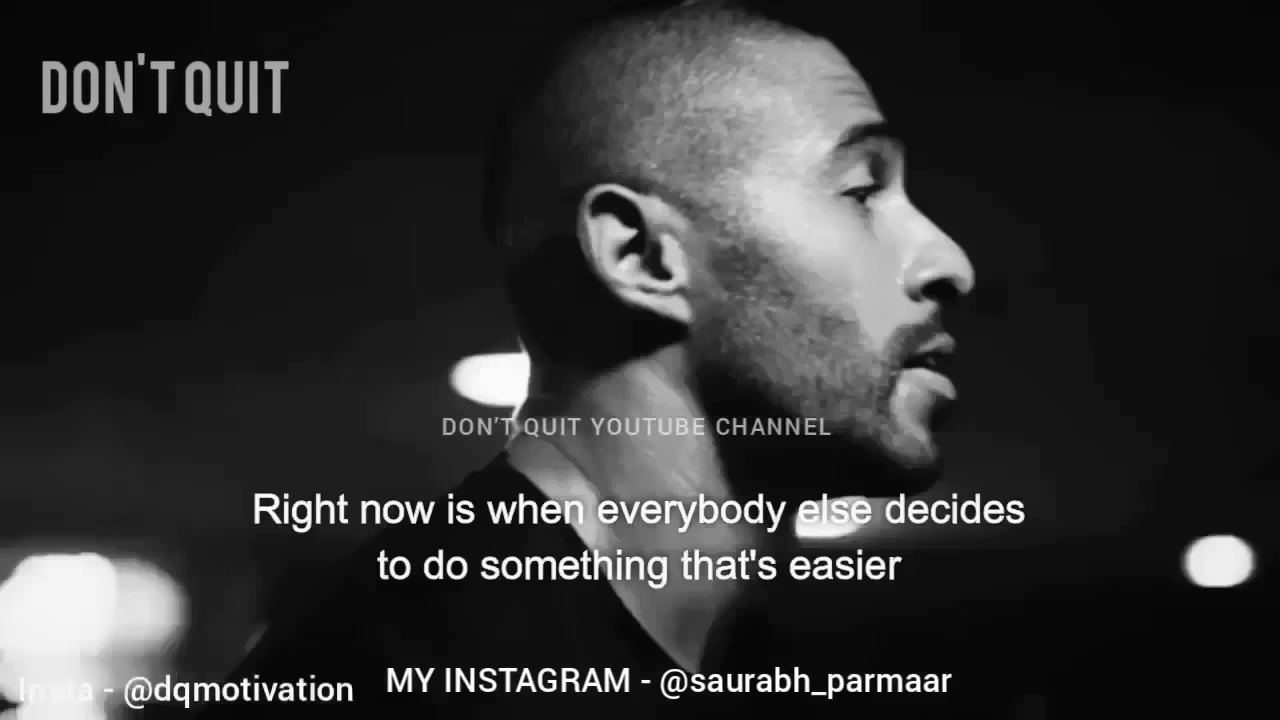 DON'T QUIT
DON'T QUIT YOUTUBE CHANNEL
Right now is when everybody else decides
to do something that's easier
Insta - @dqmotivation
MY INSTAGRAM - @saurabh_parmaar